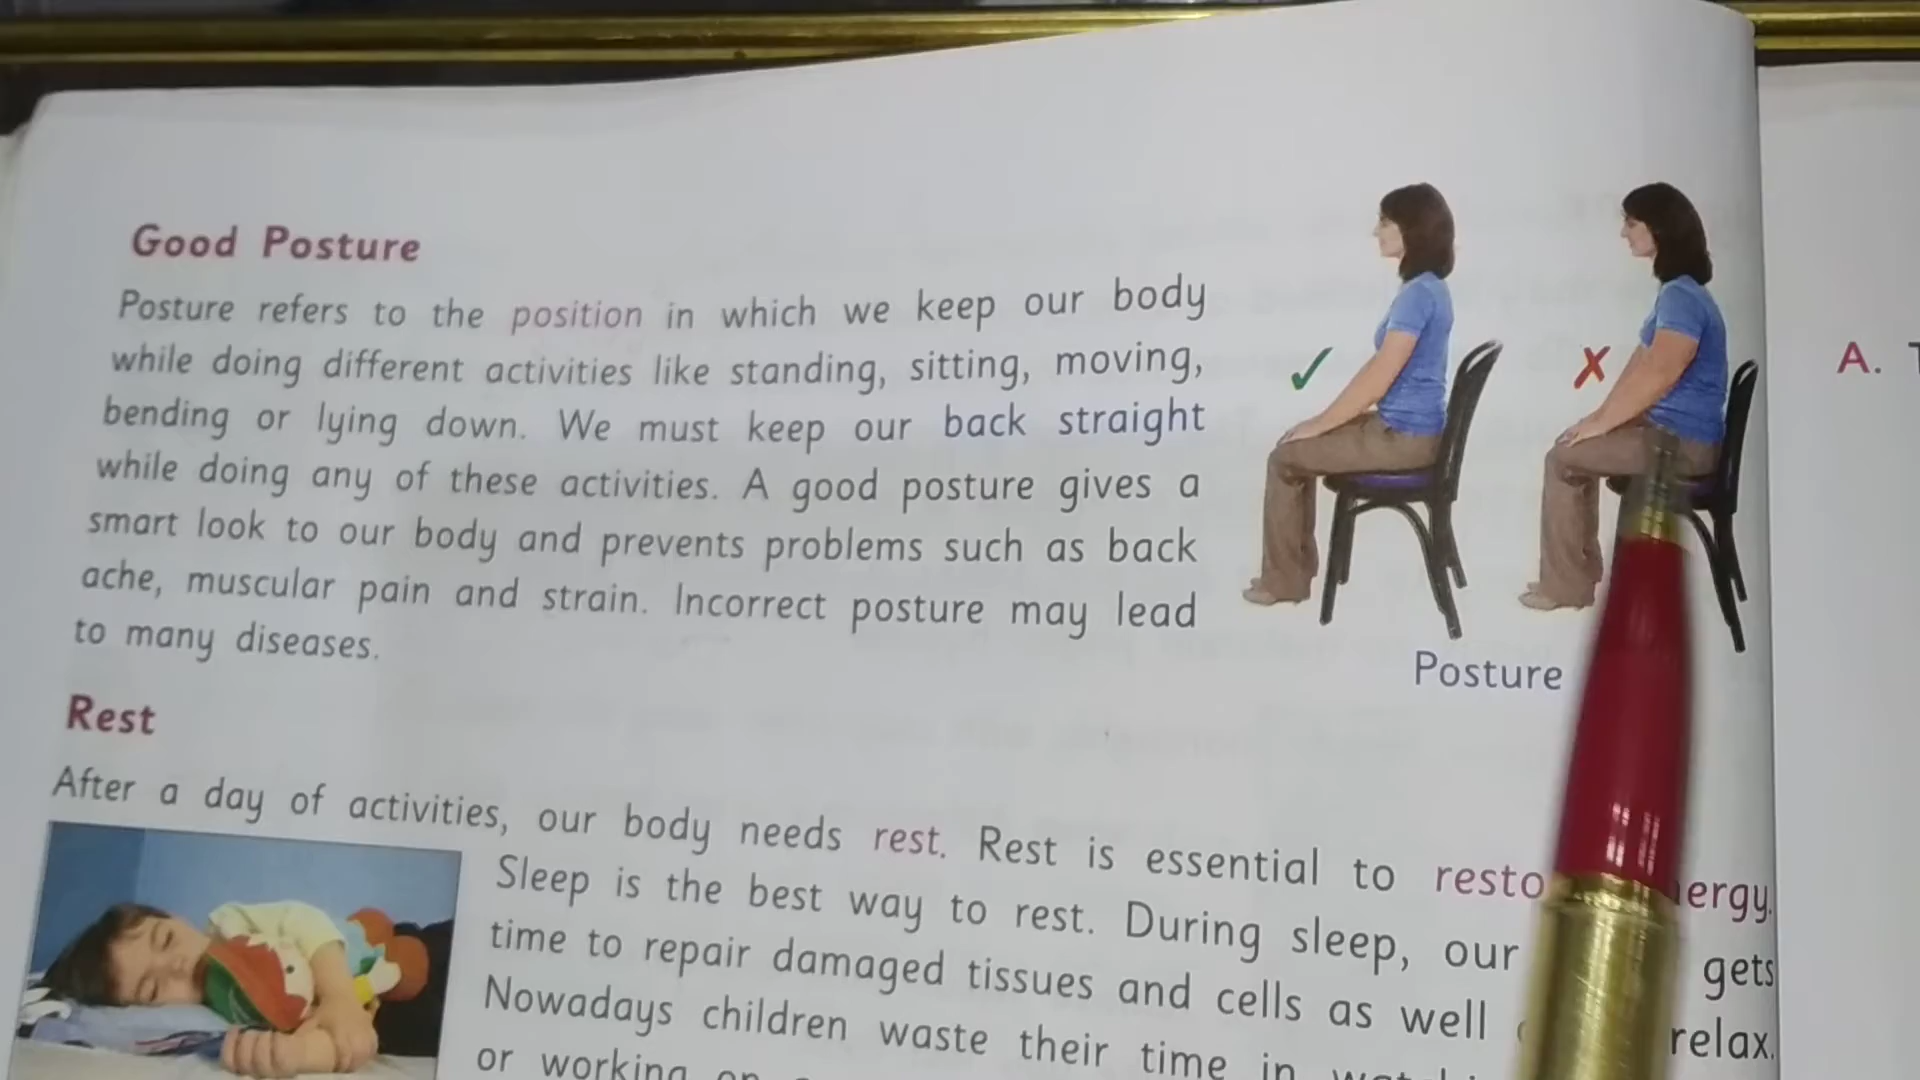 Good Posture
Posture refers to the position in which we keep our body
while doing different activities like standing, sitting, moving,
bending or lying down. We must keep our back straight
while doing any of these activities. A good posture gives a
smart look to our body and prevents problems such as back
ache, muscular pain and strain. Incorrect posture may lead
to many diseases.
✓
✗
Posture
A.
Rest
After a day of activities, our body needs rest. Rest is essential to
Sleep is the best way to rest. During sleep, our gets
time to repair damaged tissues and cells as well relax.
Nowadays children waste their time in
or working on